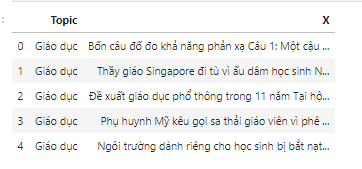 : Topic X
0 Giáo dục Bốn câu đố đo khả năng phản xạ Câu 1: Một cậu ...
1 Giáo dục Thầy giáo Singapore đi tù vì ấu dâm học sinh N...
2 Giáo dục Đề xuất giáo dục phổ thông trong 11 năm Tại hộ...
3 Giáo dục Phụ huynh Mỹ kêu gọi sa thải giáo viên vì phê ...
4 Giáo dục Ngôi trường dành riêng cho học sinh bị bắt nạt...